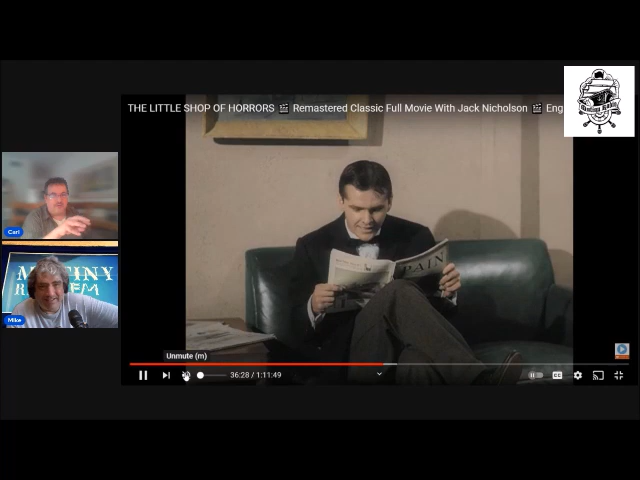 THE LITTLE SHOP OF HORRORS 🎬 Remastered Classic Full Movie With Jack Nicholson 🎬 Eng
Carl
Mike
PAIN
Unmute (m)
36:28 / 1:11:49
CC